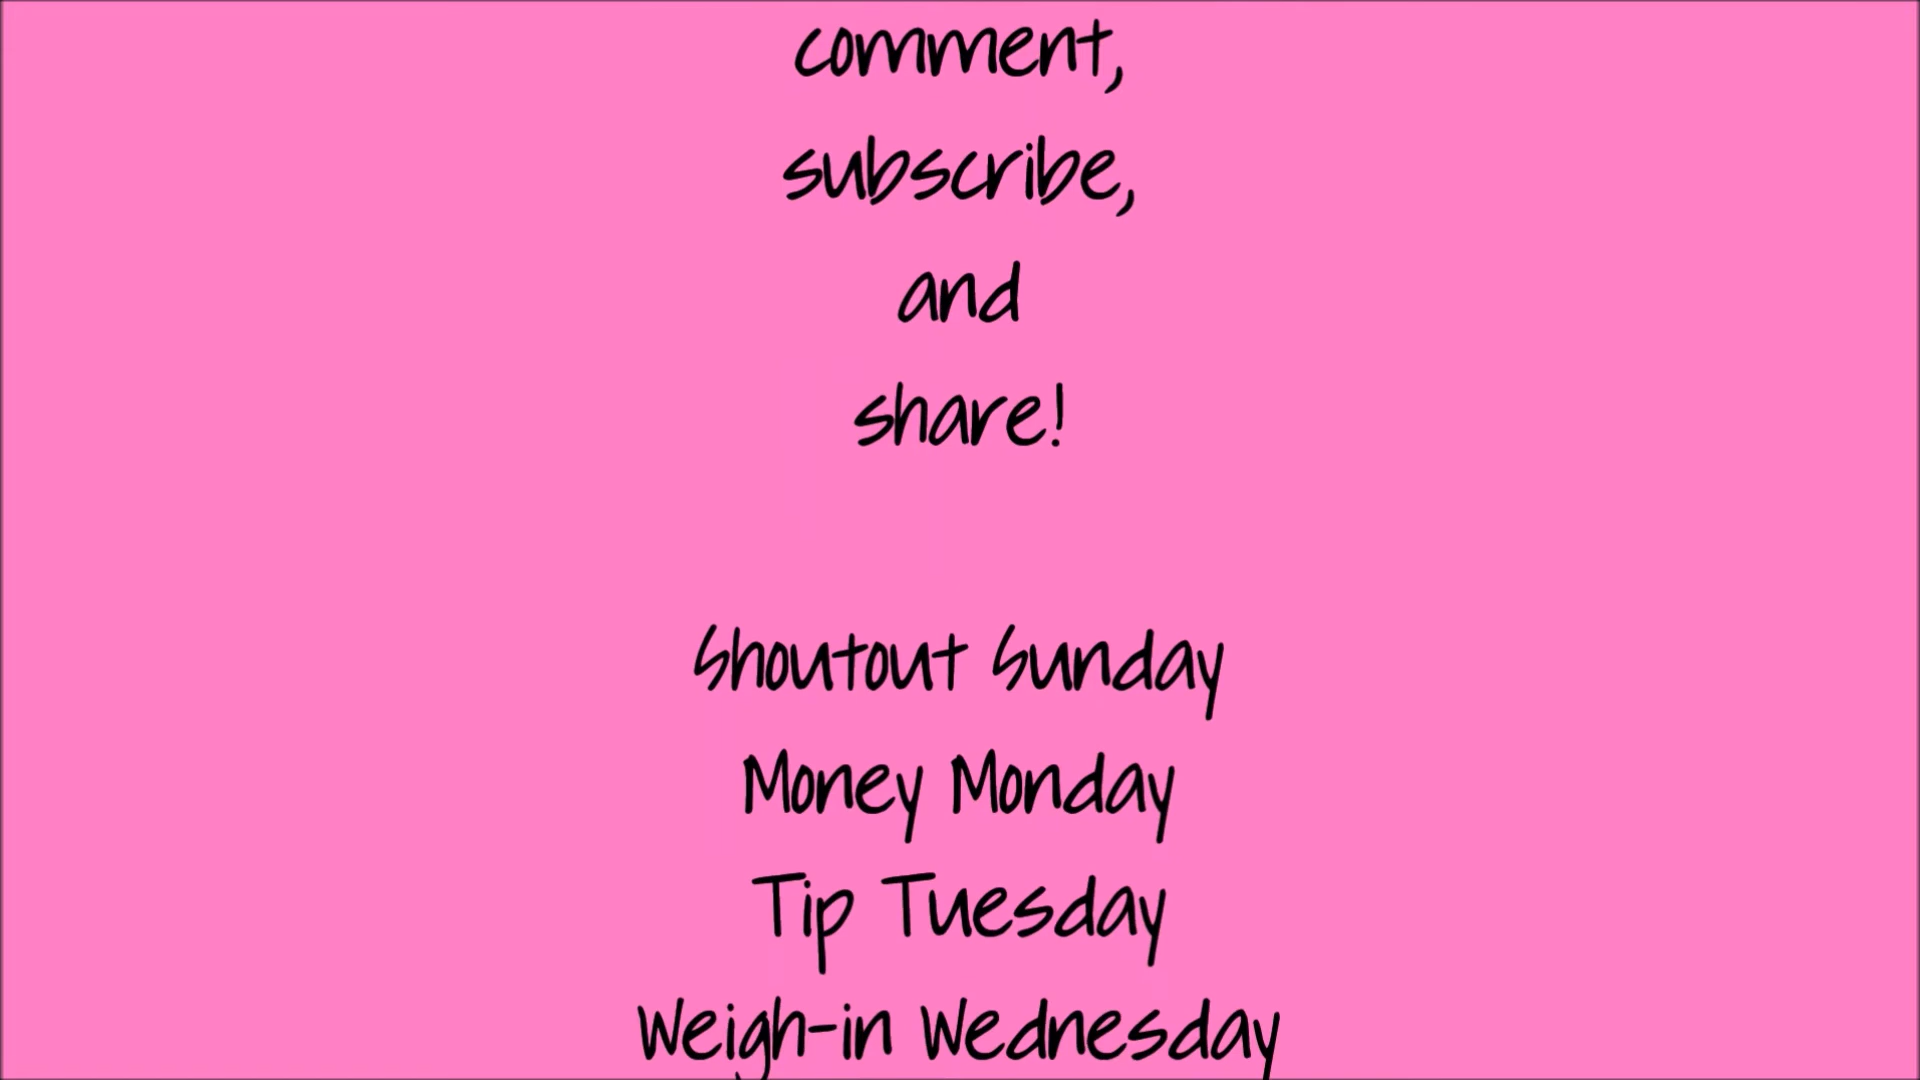 comment,
subscribe,
and
share!
Shoutout Sunday
Money Monday
Tip Tuesday
Weigh-in Wednesday